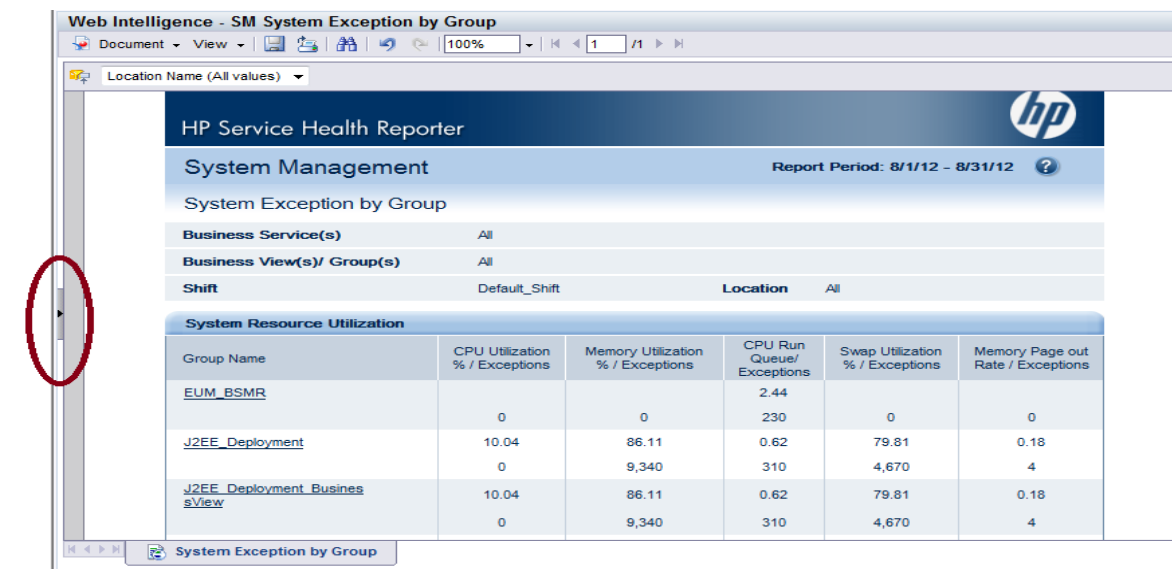 Web Intelligence - SM System Exception by Group
Document View 100% 1 /1
Location Name (All values)
hp
HP Service Health Reporter
System Management Report Period: 8/1/12 - 8/31/12 ?
System Exception by Group
Business Service(s) All
Business View(s)/ Group(s) All
Shift Default_Shift Location All
System Resource Utilization
Group Name CPU Utilization % / Exceptions Memory Utilization % / Exceptions CPU Run Queue/ Exceptions Swap Utilization % / Exceptions Memory Page out Rate / Exceptions
EUM_BSMR 2.44
0 0 230 0 0
J2EE_Deployment 10.04 86.11 0.62 79.81 0.18
0 9,340 310 4,670 4
J2EE_Deployment_Busines
sView 10.04 86.11 0.62 79.81 0.18
0 9,340 310 4,670 4
System Exception by Group